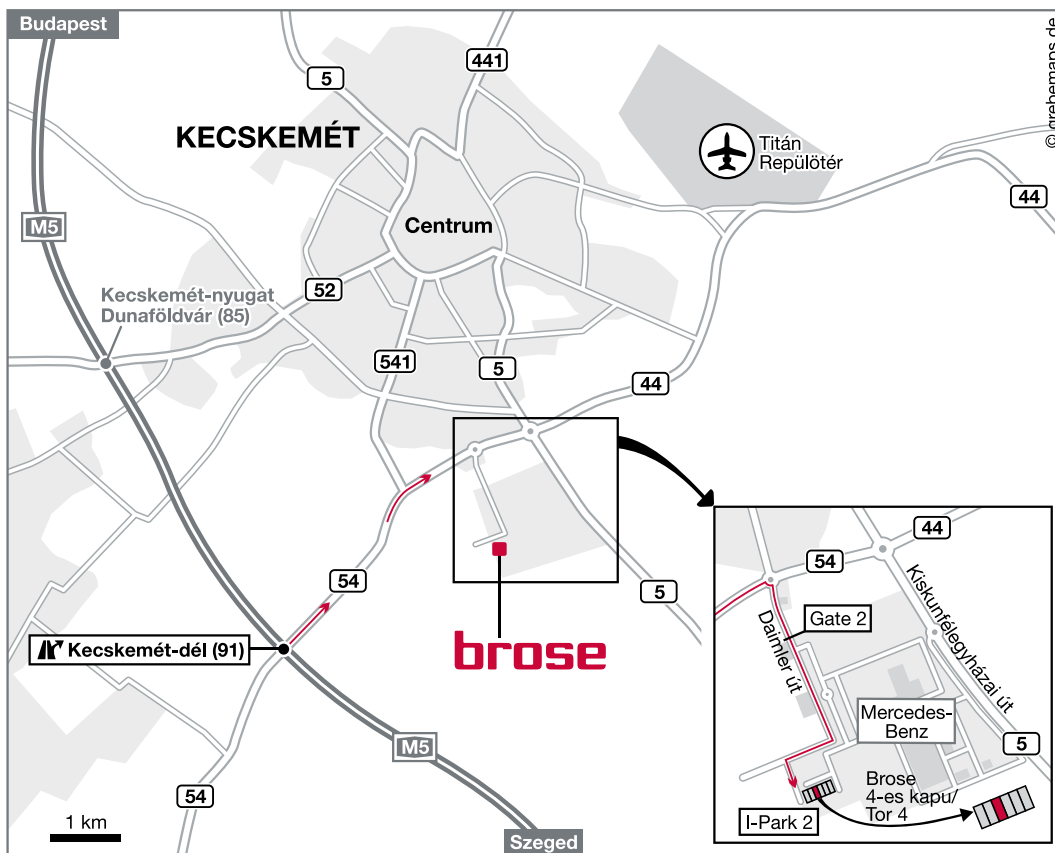 Budapest
5
441
© grebemaps.de
KECSKEMÉT
Titán
Repülötér
44
M5
Centrum
Kecskemét-nyugat
Dunaföldvár (85)
52
541
5
44
54
5
Kecskemét-dél (91)
brose
M5
54
1 km
Szeged
44
54
Kiskunfélegyházai út
Gate 2
Daimler út
Mercedes-
Benz
5
Brose
4-es kapu/
Tor 4
I-Park 2